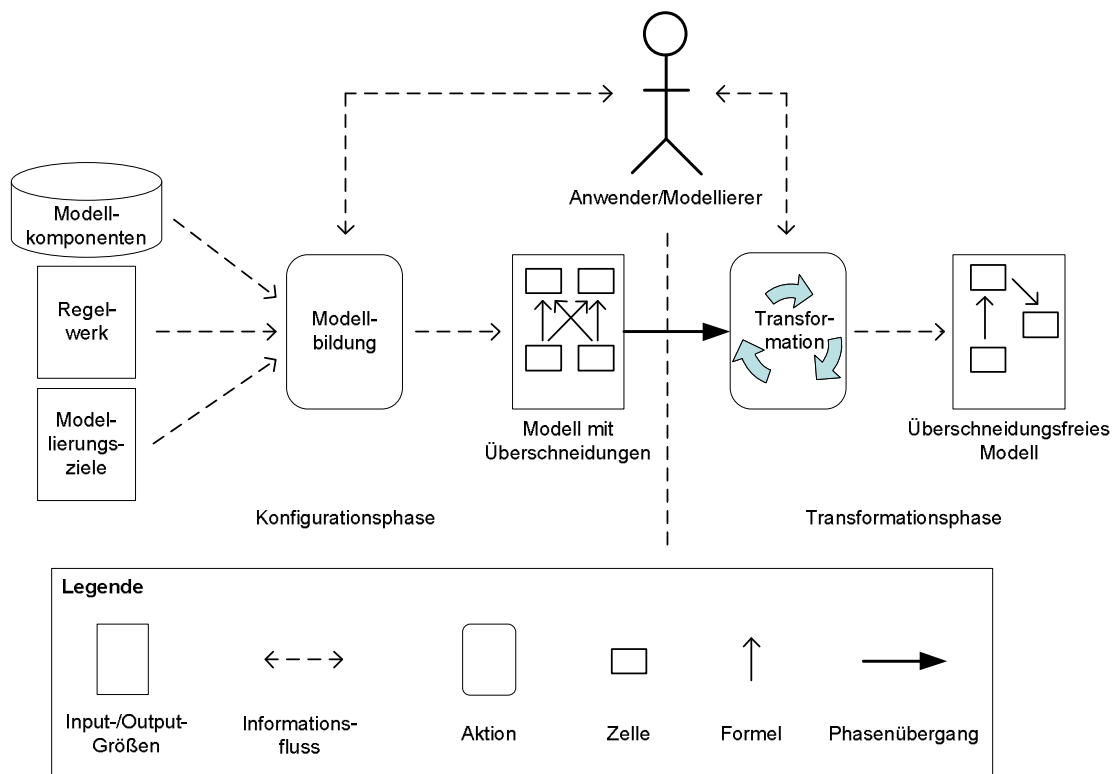 Anwender/Modellierer
Modell-
komponenten
Regel-
werk
Model-
lierungs-
ziele
Modell-
bildung
Modell mit
Überschneidungen
Transfor-
mation
Überschneidungsfreies
Modell
Konfigurationsphase
Transformationsphase
Legende
Input-/Output-
Größen
Informations-
fluss
Aktion
Zelle
Formel
Phasenübergang